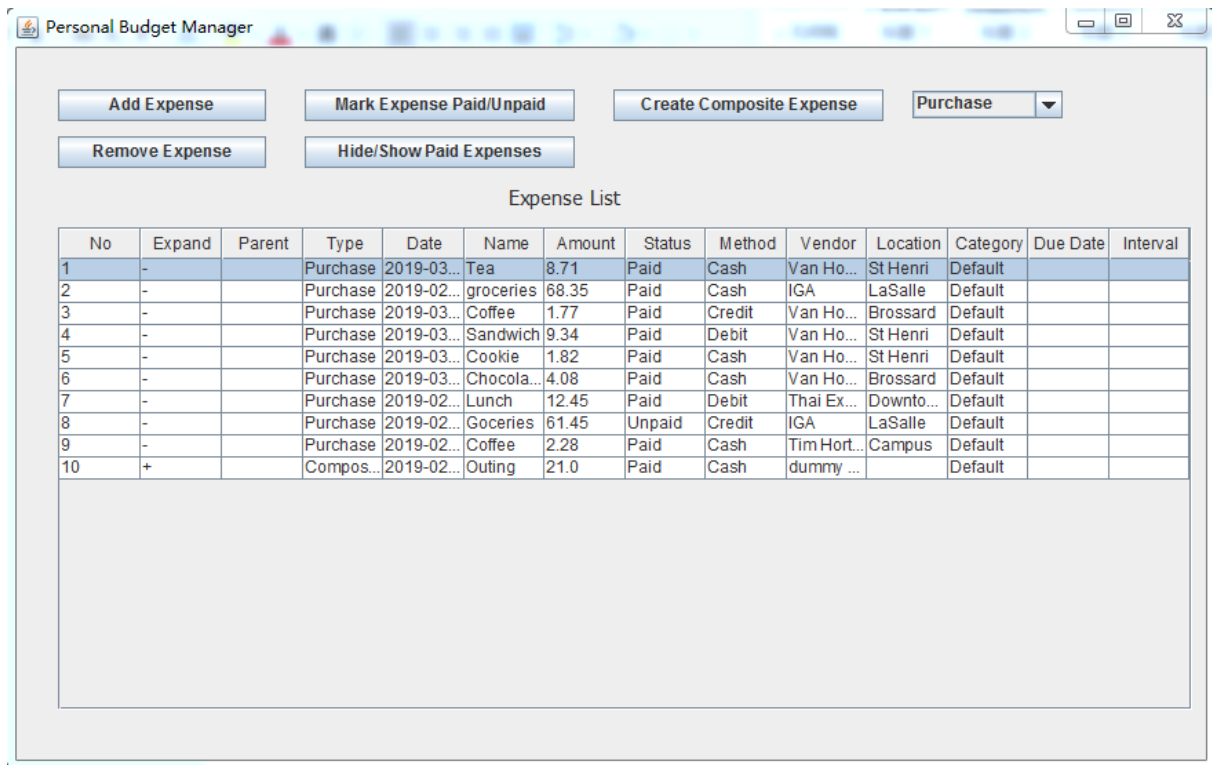 Personal Budget Manager
Add Expense Mark Expense Paid/Unpaid Create Composite Expense Purchase
Remove Expense Hide/Show Paid Expenses
Expense List
No Expand Parent Type Date Name Amount Status Method Vendor Location Category Due Date Interval
1 - Purchase 2019-03... Tea 8.71 Paid Cash Van Ho... St Henri Default
2 - Purchase 2019-02... groceries 68.35 Paid Cash IGA LaSalle Default
3 - Purchase 2019-03... Coffee 1.77 Paid Credit Van Ho... Brossard Default
4 - Purchase 2019-03... Sandwich 9.34 Paid Debit Van Ho... St Henri Default
5 - Purchase 2019-03... Cookie 1.82 Paid Cash Van Ho... St Henri Default
6 - Purchase 2019-03... Chocola... 4.08 Paid Cash Van Ho... Brossard Default
7 - Purchase 2019-02... Lunch 12.45 Paid Debit Thai Ex... Downto... Default
8 - Purchase 2019-02... Goceries 61.45 Unpaid Credit IGA LaSalle Default
9 - Purchase 2019-02... Coffee 2.28 Paid Cash Tim Hort... Campus Default
10 + Compos... 2019-02... Outing 21.0 Paid Cash dummy ... Default